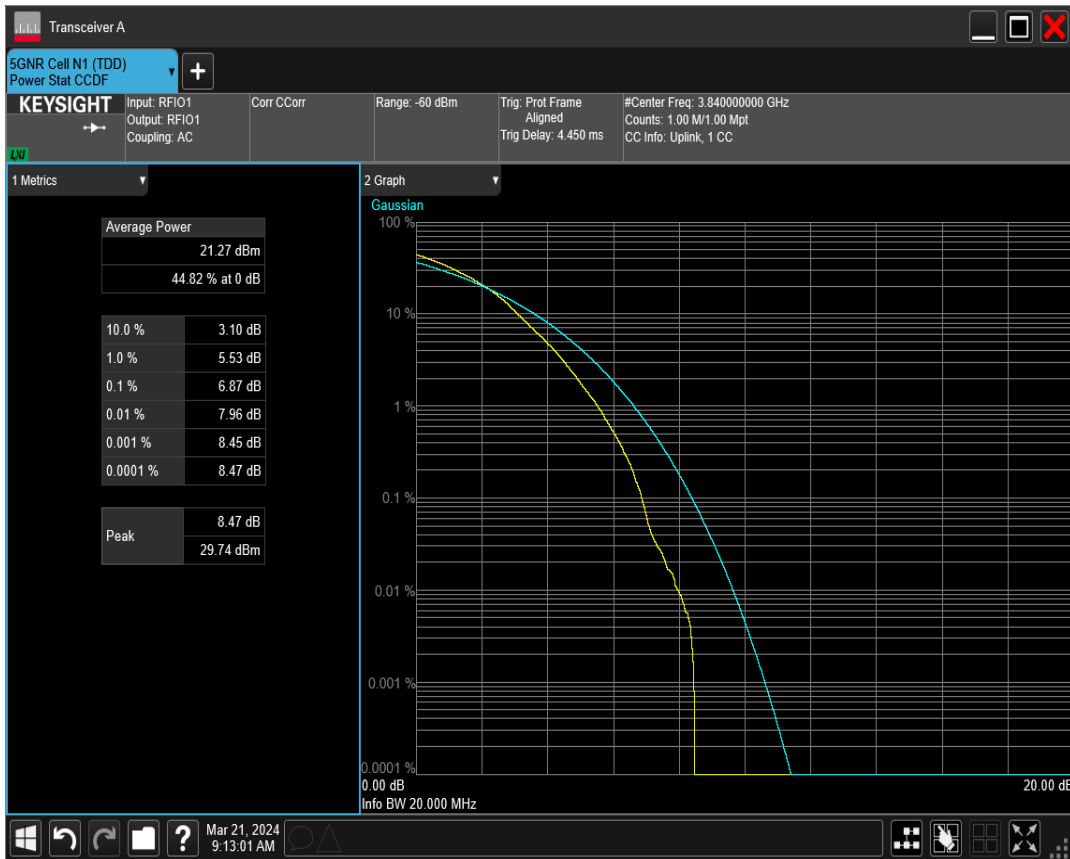 Transceiver A
5GNR Cell N1 (TDD)
Power Stat CCDF
+
KEYSIGHT
LXI
Input: RFIO1
Output: RFIO1
Coupling: AC
Corr CCorr
Range: -60 dBm
Trig: Prot Frame
Aligned
Trig Delay: 4.450 ms
#Center Freq: 3.840000000 GHz
Counts: 1.00 M/1.00 Mpt
CC Info: Uplink, 1 CC
1 Metrics
Average Power
21.27 dBm
44.82 % at 0 dB
10.0 % 3.10 dB
1.0 % 5.53 dB
0.1 % 6.87 dB
0.01 % 7.96 dB
0.001 % 8.45 dB
0.0001 % 8.47 dB
Peak
8.47 dB
29.74 dBm
2 Graph
Gaussian
100 %
10 %
1 %
0.1 %
0.01 %
0.001 %
0.0001 %
0.00 dB 20.00 dB
Info BW 20.000 MHz
?
Mar 21, 2024
9:13:01 AM